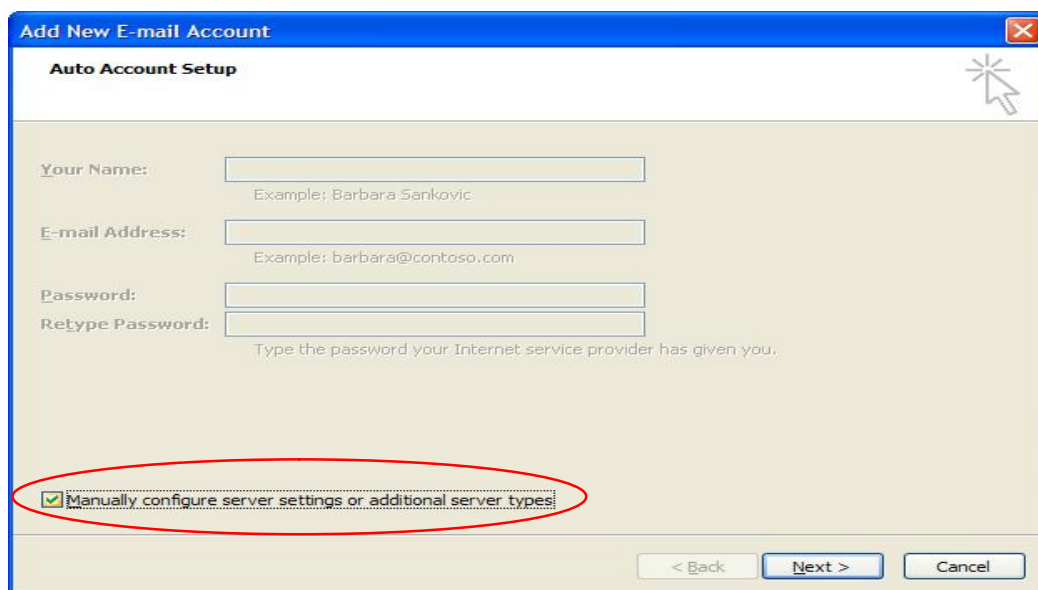 Add New E-mail Account
Auto Account Setup
Your Name:
Example: Barbara Sankovic
E-mail Address:
Example: barbara@contoso.com
Password:
Retype Password:
Type the password your Internet service provider has given you.
Manually configure server settings or additional server types
< Back Next > Cancel